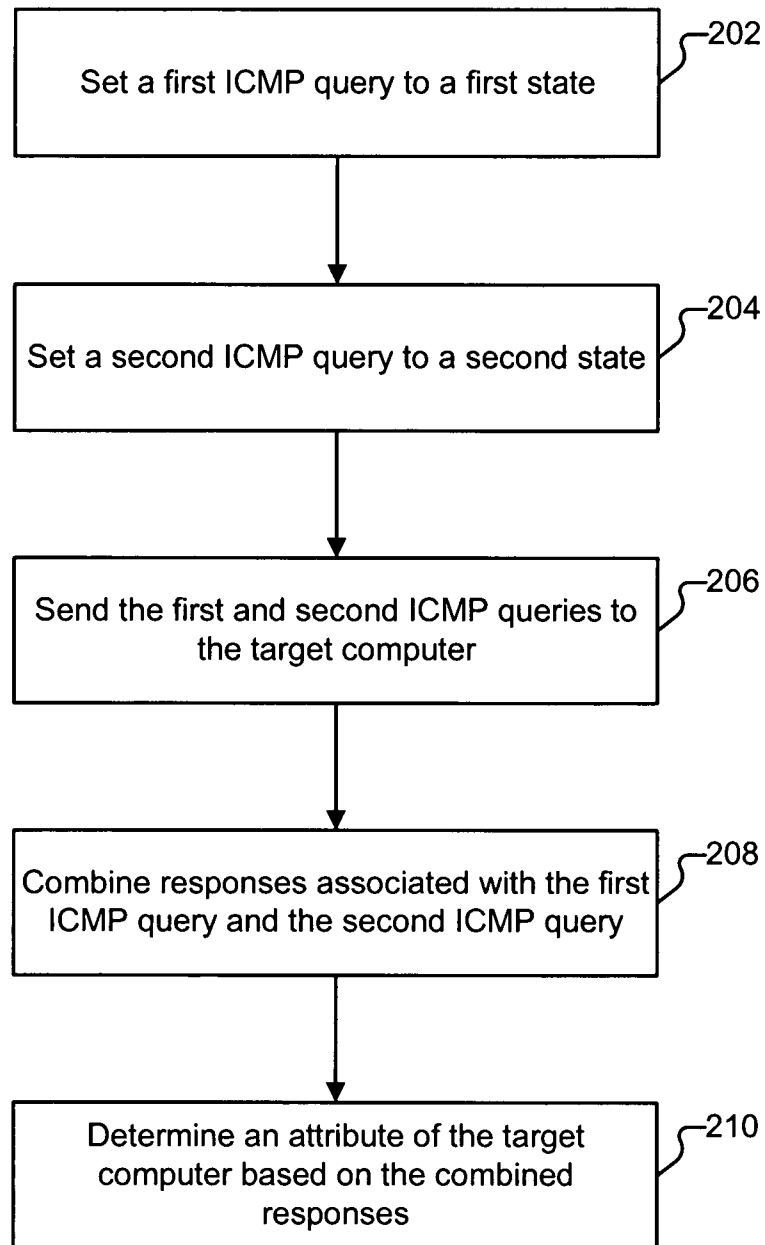 202
Set a first ICMP query to a first state
204
Set a second ICMP query to a second state
206
Send the first and second ICMP queries to
the target computer
208
Combine responses associated with the first
ICMP query and the second ICMP query
210
Determine an attribute of the target
computer based on the combined
responses